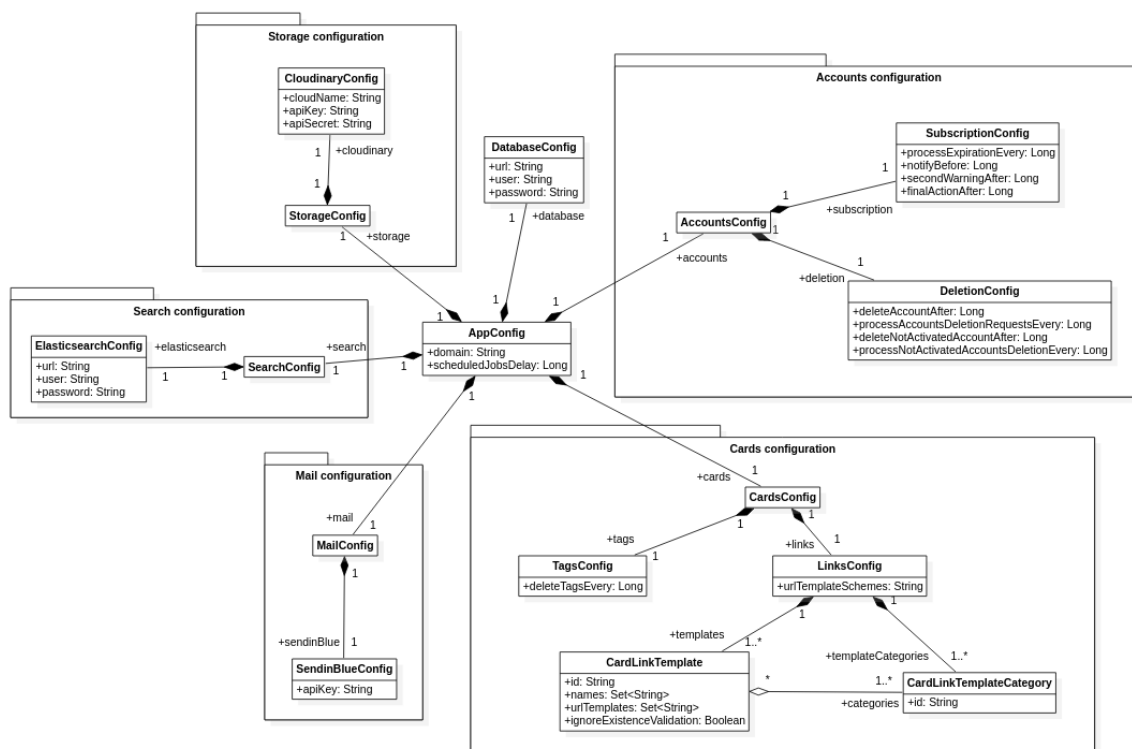 Storage configuration
CloudinaryConfig
+cloudName: String
+apiKey: String
+apiSecret: String
1
+cloudinary
1
StorageConfig
1
+storage
1
DatabaseConfig
+url: String
+user: String
+password: String
1
+database
1
Accounts configuration
SubscriptionConfig
+processExpirationEvery: Long
+notifyBefore: Long
+secondWarningAfter: Long
+finalActionAfter: Long
1
+subscription
1
AccountsConfig
1
1
+accounts
1
1
+deletion
DeletionConfig
+deleteAccountAfter: Long
+processAccountsDeletionRequestsEvery: Long
+deleteNotActivatedAccountAfter: Long
+processNotActivatedAccountsDeletionEvery: Long
Search configuration
ElasticsearchConfig
+url: String
+user: String
+password: String
+elasticsearch
1
1
SearchConfig
+search
1
1
AppConfig
+domain: String
+scheduledJobsDelay: Long
1
1
Mail configuration
+mail
1
MailConfig
1
+sendinBlue
1
SendinBlueConfig
+apiKey: String
Cards configuration
+cards
1
CardsConfig
1
1
+tags
1
+links
1
TagsConfig
+deleteTagsEvery: Long
LinksConfig
+urlTemplateSchemes: String
1
1
+templates
1..*
+templateCategories
1..*
CardLinkTemplate
+id: String
+names: Set<String>
+urlTemplates: Set<String>
+ignoreExistenceValidation: Boolean
*
1..*
+categories
CardLinkTemplateCategory
+id: String